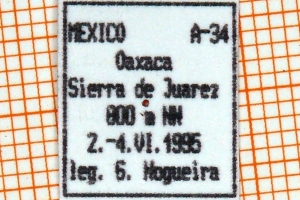 MEXICO A-34
Oaxaca
Sierra de Juarez
800 m NN
2.-4.VI.1995
leg. G. Nogueira